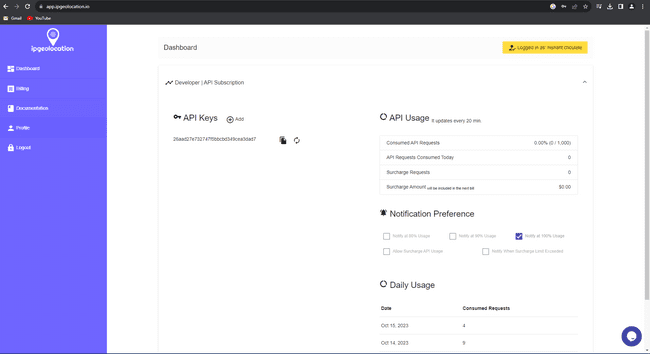 app.ipgeolocation.io
Gmail
YouTube
ipgeolocation
Dashboard
Billing
Documentation
Profile
Logout
Dashboard
Logged in as:
Developer | API Subscription
API Keys
Add
API Usage
It updates every 20 min.
Consumed API Requests 0.00% (0 / 1,000)
API Requests Consumed Today 0
Surcharge Requests 0
Surcharge Amount will be included in the next bill $0.00
Notification Preference
Notify at 80% Usage
Notify at 90% Usage
Notify at 100% Usage
Allow Surcharge API Usage
Notify When Surcharge Limit Exceeded
Daily Usage
Date Consumed Requests
Oct 15, 2023 4
Oct 14, 2023 9